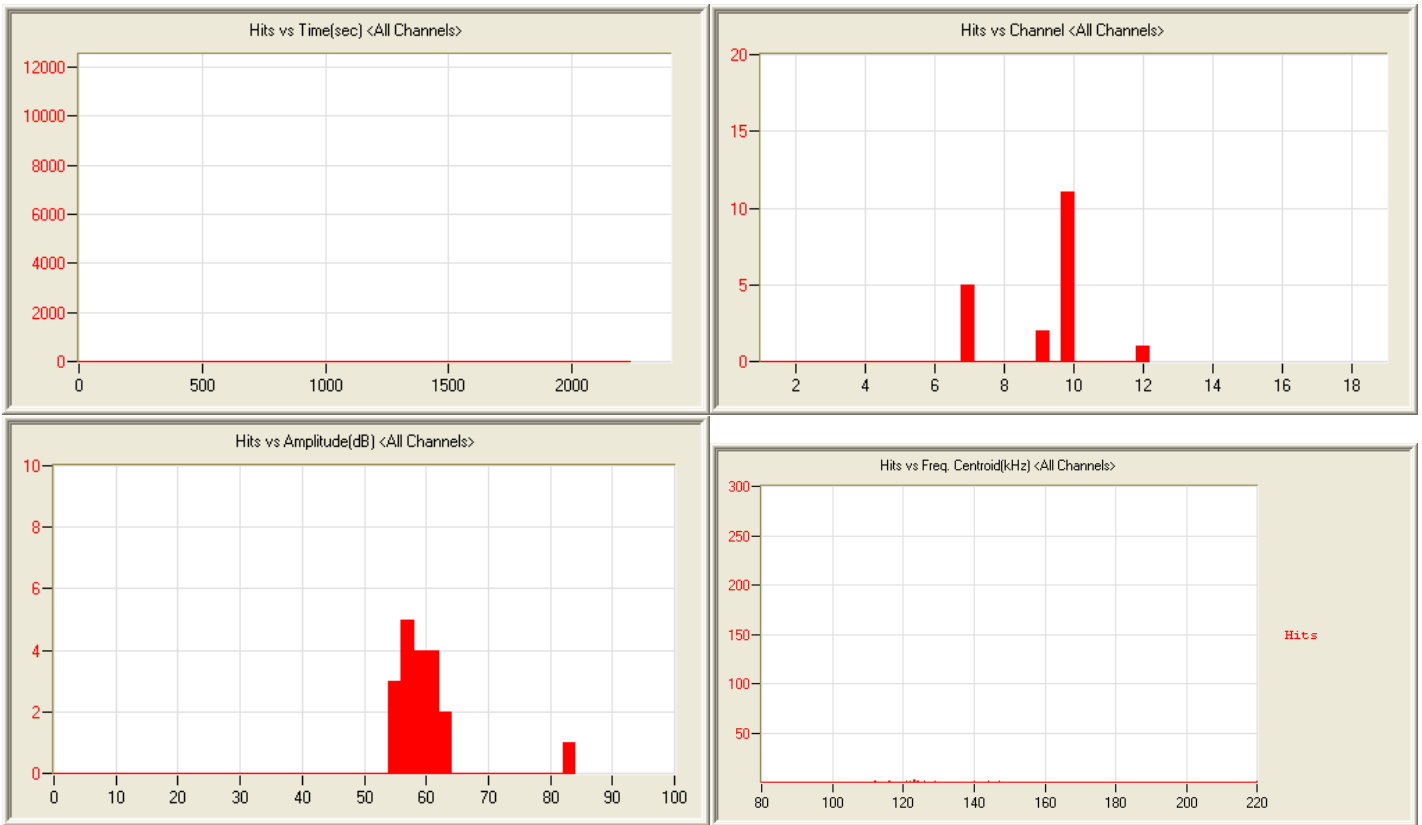 Hits vs Time(sec) <All Channels>
12000
10000
8000
6000
4000
2000
0
0 500 1000 1500 2000
Hits vs Channel <All Channels>
20
15
10
5
0
2 4 6 8 10 12 14 16 18
Hits vs Amplitude(dB) <All Channels>
10
8
6
4
2
0
0 10 20 30 40 50 60 70 80 90 100
Hits vs Freq. Centroid(kHz) <All Channels>
300
250
200
150
100
50
80 100 120 140 160 180 200 220
Hits